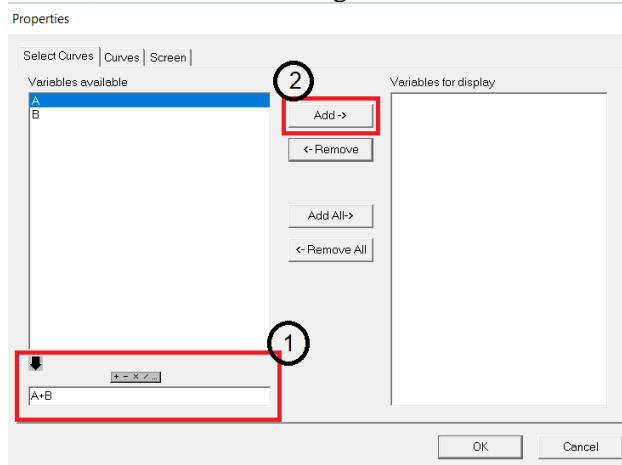 Properties
Select Curves Curves Screen
Variables available
Variables for display
A
B
2
Add ->
<- Remove
Add All->
<- Remove All
1
+ - × / ...
A+B
OK Cancel